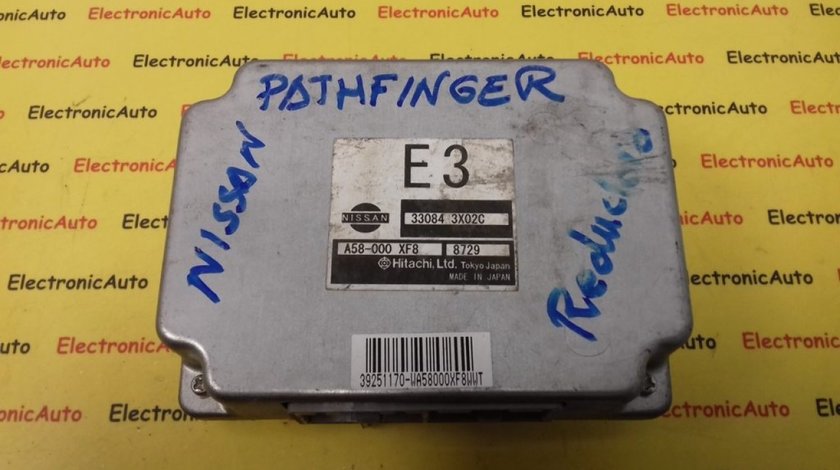 PATHFINGER
NISSAN
Reductoro
E3
NISSAN
33084 3X02C
A58-000 XF8 8729
Hitachi, Ltd. Tokyo Japan
MADE IN JAPAN
39251170-WA58000XF8WWT
ElectronicAuto